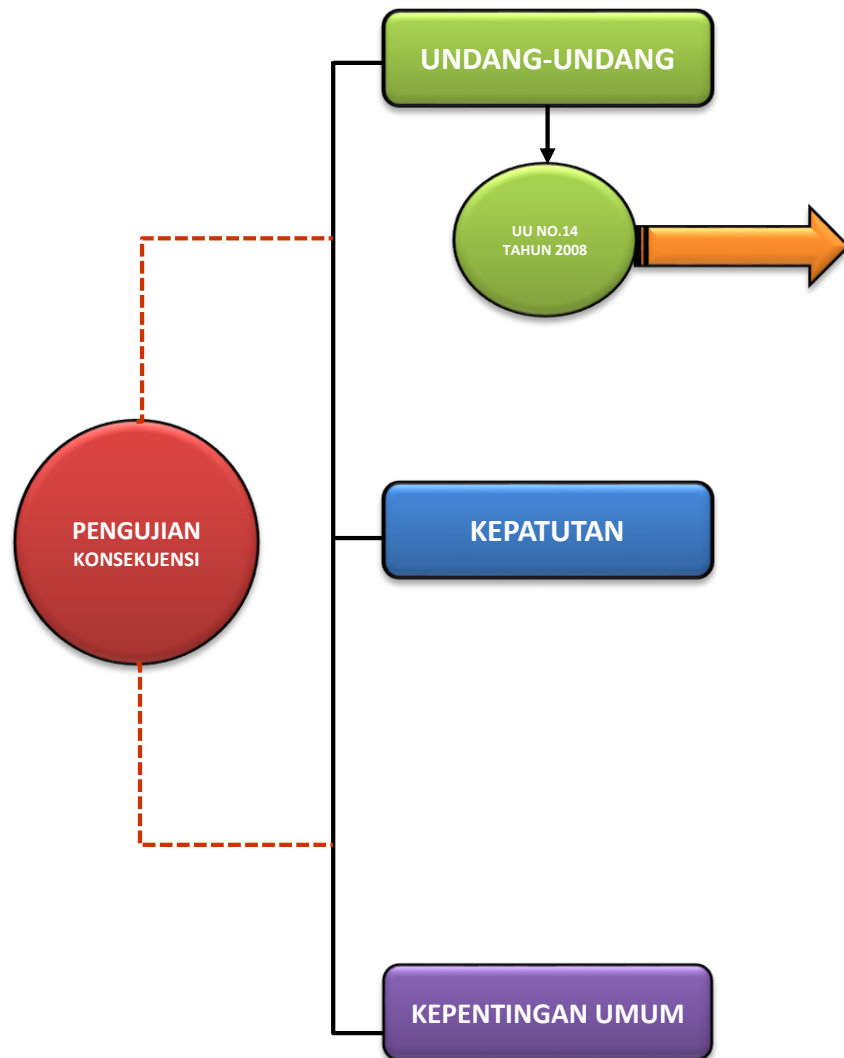 UNDANG-UNDANG
UU NO.14
TAHUN 2008
PENGUJIAN
KONSEKUENSI
KEPATUTAN
KEPENTINGAN UMUM